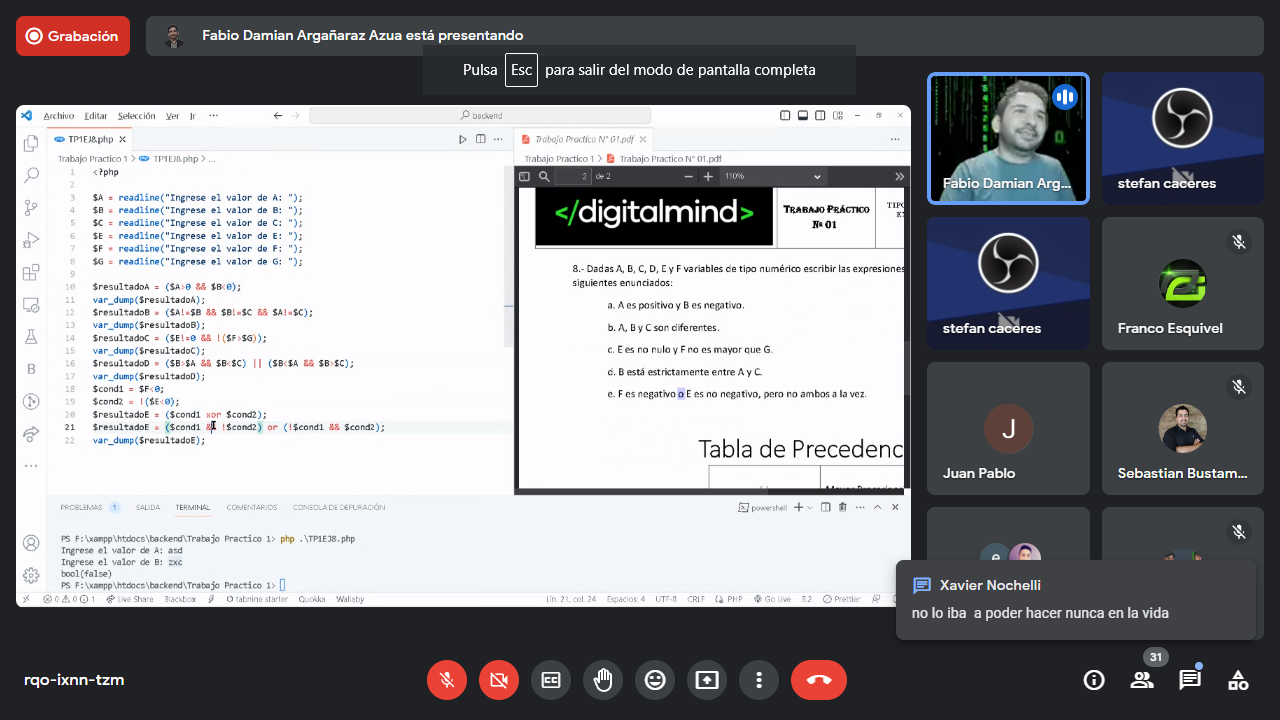 Grabación
Fabio Damian Argañaraz Azua está presentando
Pulsa Esc para salir del modo de pantalla completa
Archivo Editar Selección Ver Ir ···
backend
TP1EJ8.php
Trabajo Practico 1 > TP1EJ8.php > ...
1 <?php
2
3 $A = readline("Ingrese el valor de A: ");
4 $B = readline("Ingrese el valor de B: ");
5 $C = readline("Ingrese el valor de C: ");
6 $E = readline("Ingrese el valor de E: ");
7 $F = readline("Ingrese el valor de F: ");
8 $G = readline("Ingrese el valor de G: ");
9
10 $resultadoA = ($A>0 && $B<0);
11 var_dump($resultadoA);
12 $resultadoB = ($A!=$B && $B!=$C && $A!=$C);
13 var_dump($resultadoB);
14 $resultadoC = ($E!=0 && !($F>$G));
15 var_dump($resultadoC);
16 $resultadoD = ($B>$A && $B<$C) || ($B<$A && $B>$C);
17 var_dump($resultadoD);
18 $cond1 = $F<0;
19 $cond2 = !($E<0);
20 $resultadoE = ($cond1 xor $cond2);
21 $resultadoE = ($cond1 && !$cond2) or (!$cond1 && $cond2);
22 var_dump($resultadoE);
Trabajo Practico N° 01.pdf
Trabajo Practico 1 > Trabajo Practico N° 01.pdf
2 de 2
110%
</digitalmind>
TRABAJO PRÁCTICO
Nº 01
TIPO
EX
8.- Dadas A, B, C, D, E y F variables de tipo numérico escribir las expresiones
siguientes enunciados:
a. A es positivo y B es negativo.
b. A, B y C son diferentes.
c. E es no nulo y F no es mayor que G.
d. B está estrictamente entre A y C.
e. F es negativo o E es no negativo, pero no ambos a la vez.
Tabla de Precedenc
PROBLEMAS 1 SALIDA TERMINAL COMENTARIOS CONSOLA DE DEPURACIÓN
powershell
PS F:\xampp\htdocs\backend\Trabajo Practico 1> php .\TP1EJ8.php
Ingrese el valor de A: asd
Ingrese el valor de B: zxc
bool(false)
PS F:\xampp\htdocs\backend\Trabajo Practico 1>
0 0 1 Live Share Blackbox tabnine starter Quokka Wallaby
Lín. 21, col. 24 Espacios: 4 UTF-8 CRLF PHP Go Live 8.2 Prettier
Fabio Damian Arg...
stefan caceres
stefan caceres
Franco Esquivel
J
Juan Pablo
Sebastian Bustam...
e
Xavier Nochelli
no lo iba a poder hacer nunca en la vida
rqo-ixnn-tzm
31